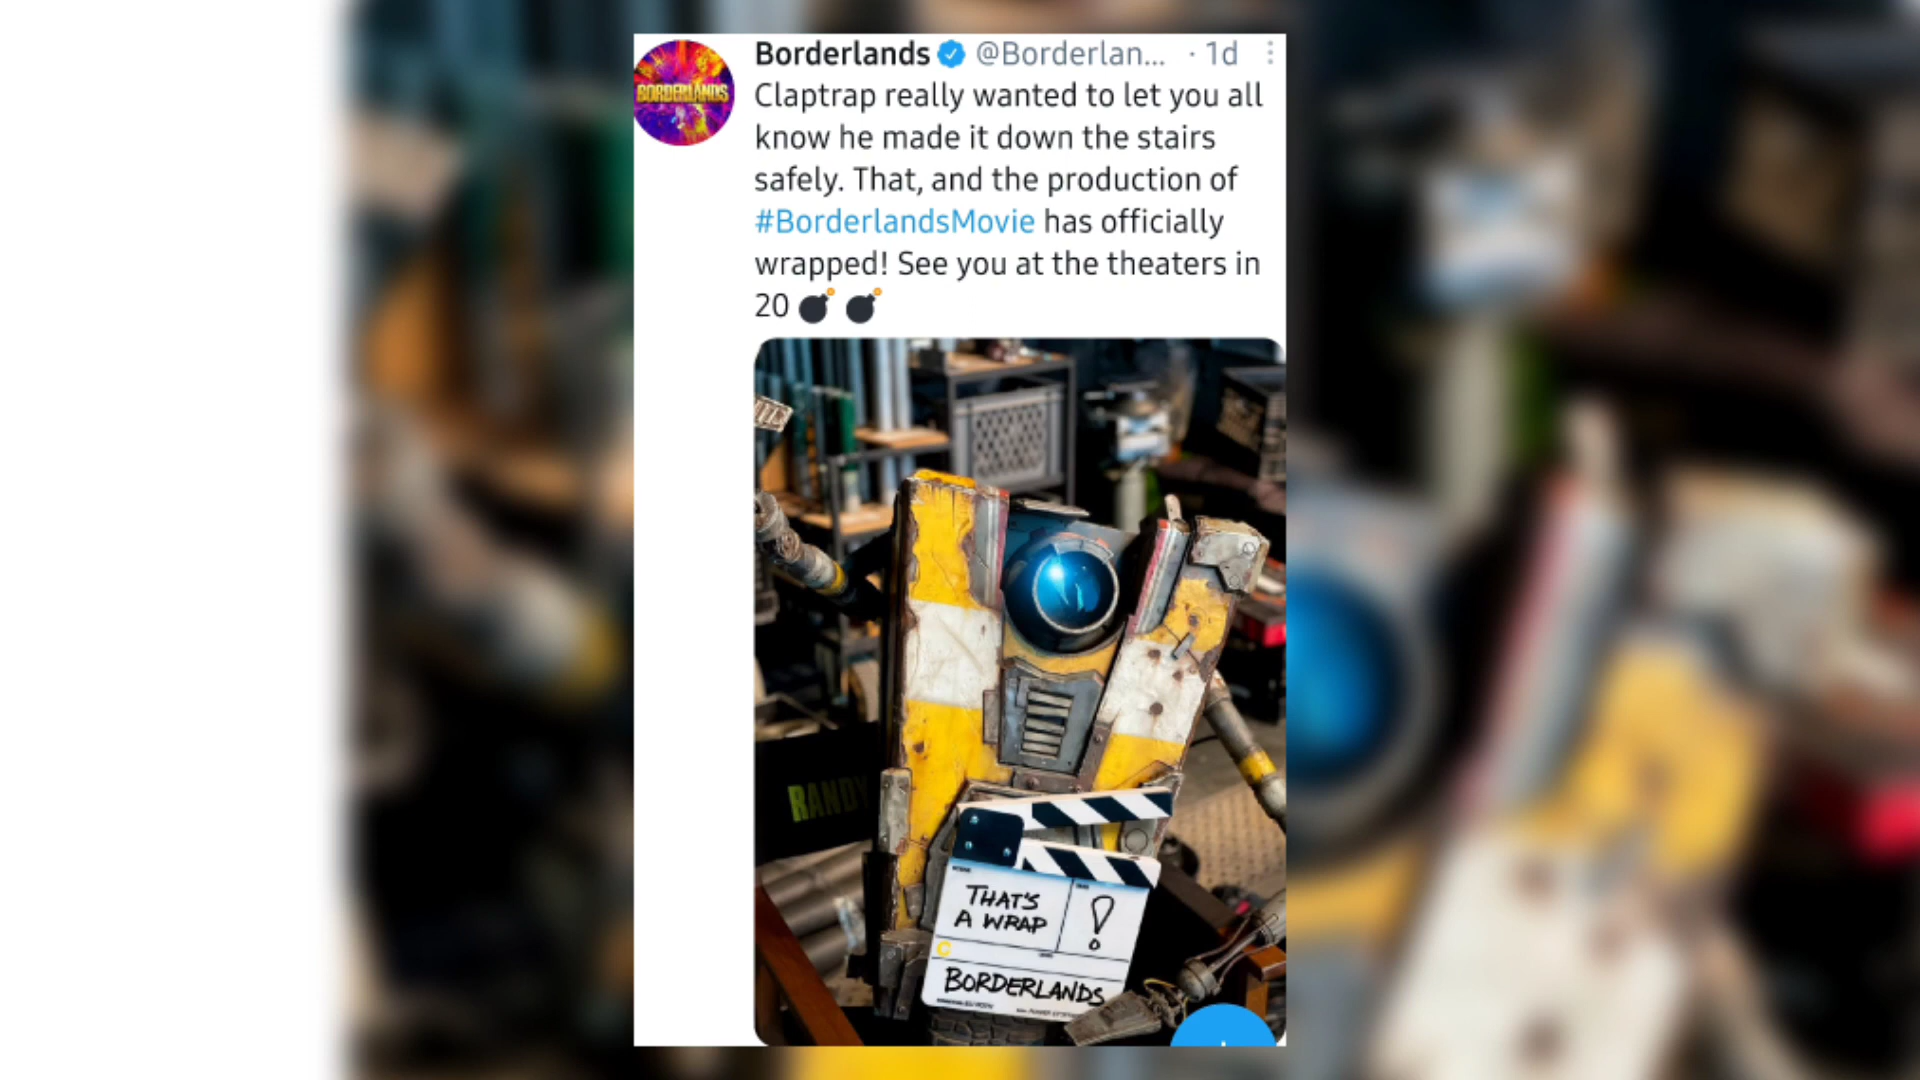 Borderlands @Borderlan... · 1d
BORDERLANDS
Claptrap really wanted to let you all
know he made it down the stairs
safely. That, and the production of
#BorderlandsMovie has officially
wrapped! See you at the theaters in
20 💣 💣
RANDY
THAT'S
A WRAP
!
C
BORDERLANDS